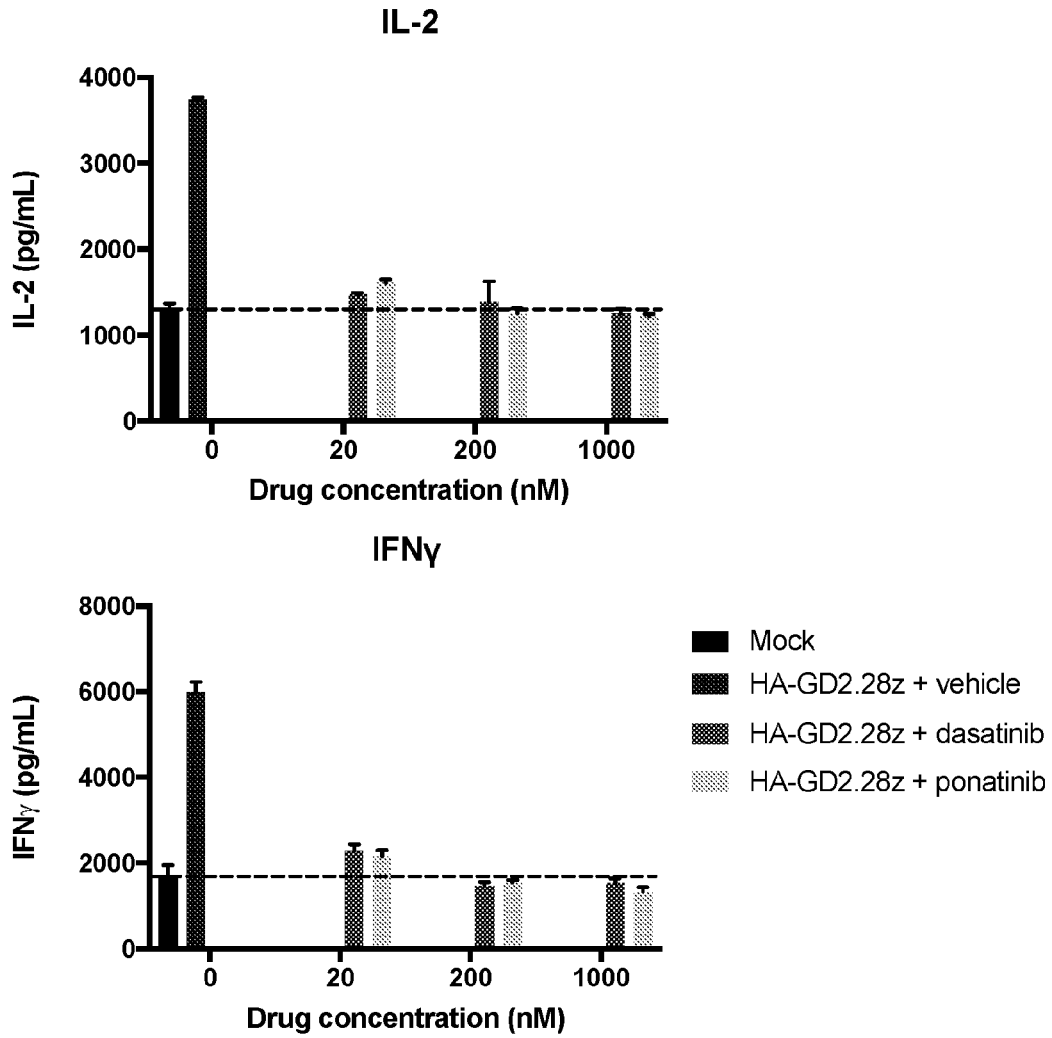 IL-2
IL-2 (pg/mL)
4000
3000
2000
1000
0
0 20 200 1000
Drug concentration (nM)
IFNγ
IFNγ (pg/mL)
8000
6000
4000
2000
0
0 20 200 1000
Drug concentration (nM)
Mock
HA-GD2.28z + vehicle
HA-GD2.28z + dasatinib
HA-GD2.28z + ponatinib